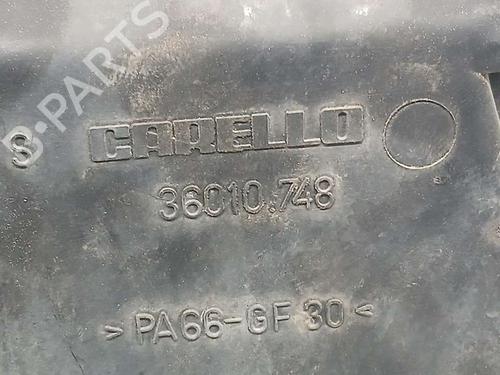 B-PARTS
S CARELLO
36010.748
>PA66-GF30<